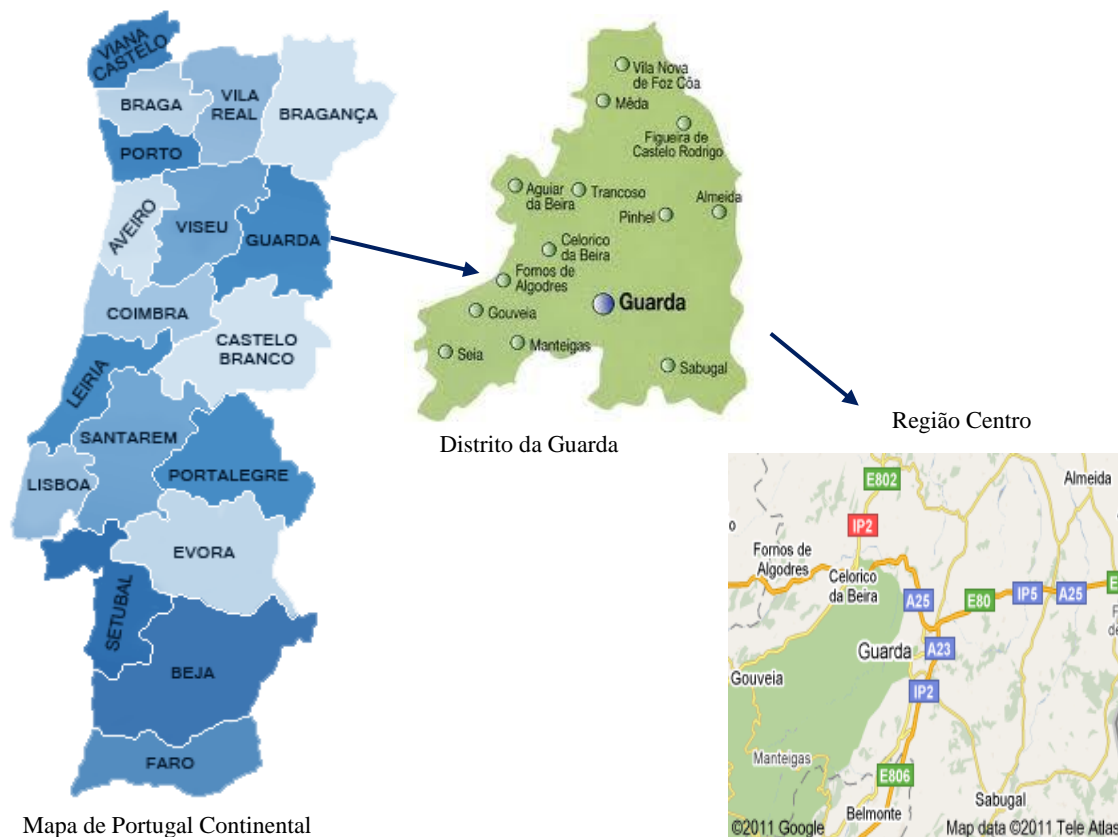 VIANA
CASTELO
BRAGA
VILA
REAL
BRAGANÇA
PORTO
AVEIRO
VISEU
GUARDA
COIMBRA
CASTELO
BRANCO
LEIRIA
SANTAREM
PORTALEGRE
LISBOA
EVORA
SETUBAL
BEJA
FARO
Mapa de Portugal Continental
Vila Nova
de Foz Côa
Mêda
Figueira de
Castelo Rodrigo
Aguiar
da Beira
Trancoso
Almeida
Pinhel
Celorico
da Beira
Fornos de
Algodres
Guarda
Gouveia
Manteigas
Seia
Sabugal
Distrito da Guarda
Região Centro
E802
Almeida
IP2
Fornos de
Algodres
Celorico
da Beira
A25
E80
IP5
A25
Guarda
A23
Gouveia
IP2
Manteigas
E806
Belmonte
Sabugal
©2011 Google
Map data ©2011 Tele Atlas